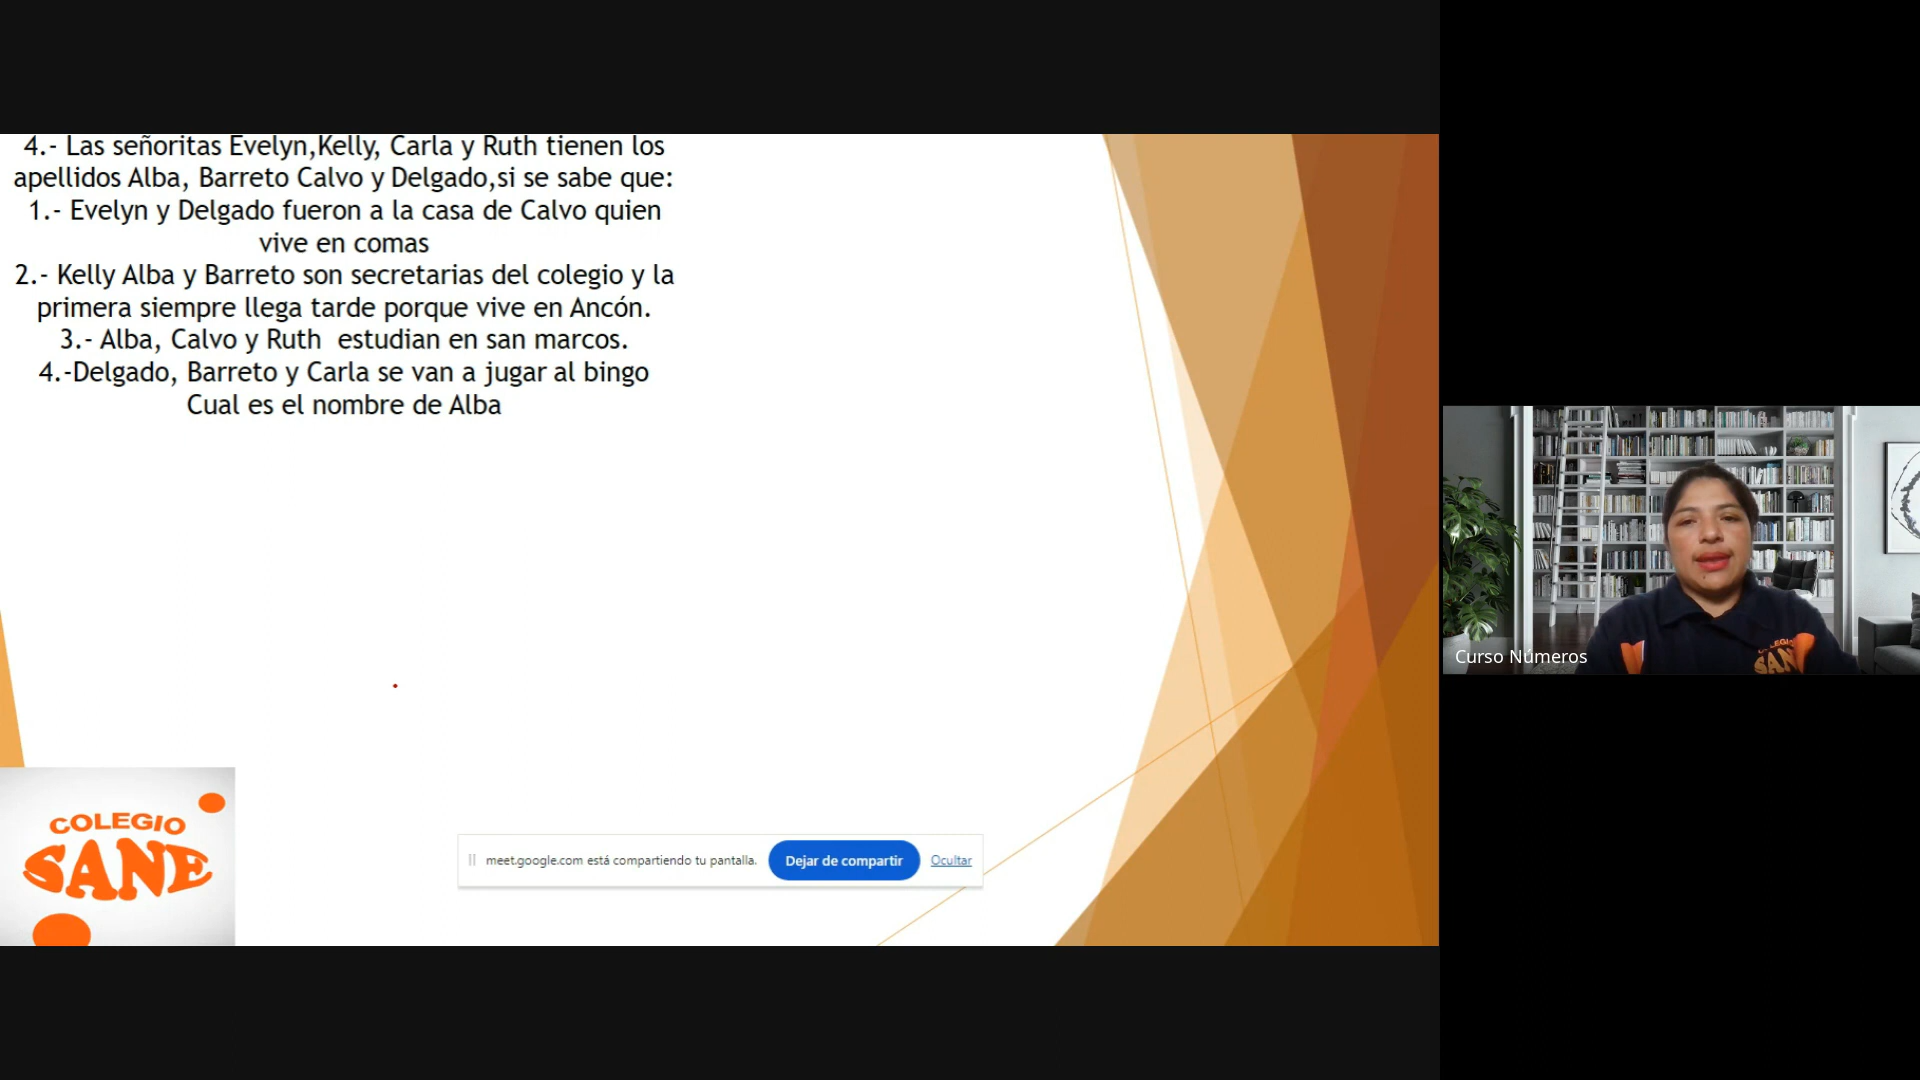 4.- Las señoritas Evelyn,Kelly, Carla y Ruth tienen los
apellidos Alba, Barreto Calvo y Delgado,si se sabe que:
1.- Evelyn y Delgado fueron a la casa de Calvo quien
vive en comas
2.- Kelly Alba y Barreto son secretarias del colegio y la
primera siempre llega tarde porque vive en Ancón.
3.- Alba, Calvo y Ruth  estudian en san marcos.
4.-Delgado, Barreto y Carla se van a jugar al bingo
Cual es el nombre de Alba
COLEGIO
SANE
meet.google.com está compartiendo tu pantalla.
Dejar de compartir
Ocultar
Curso Números